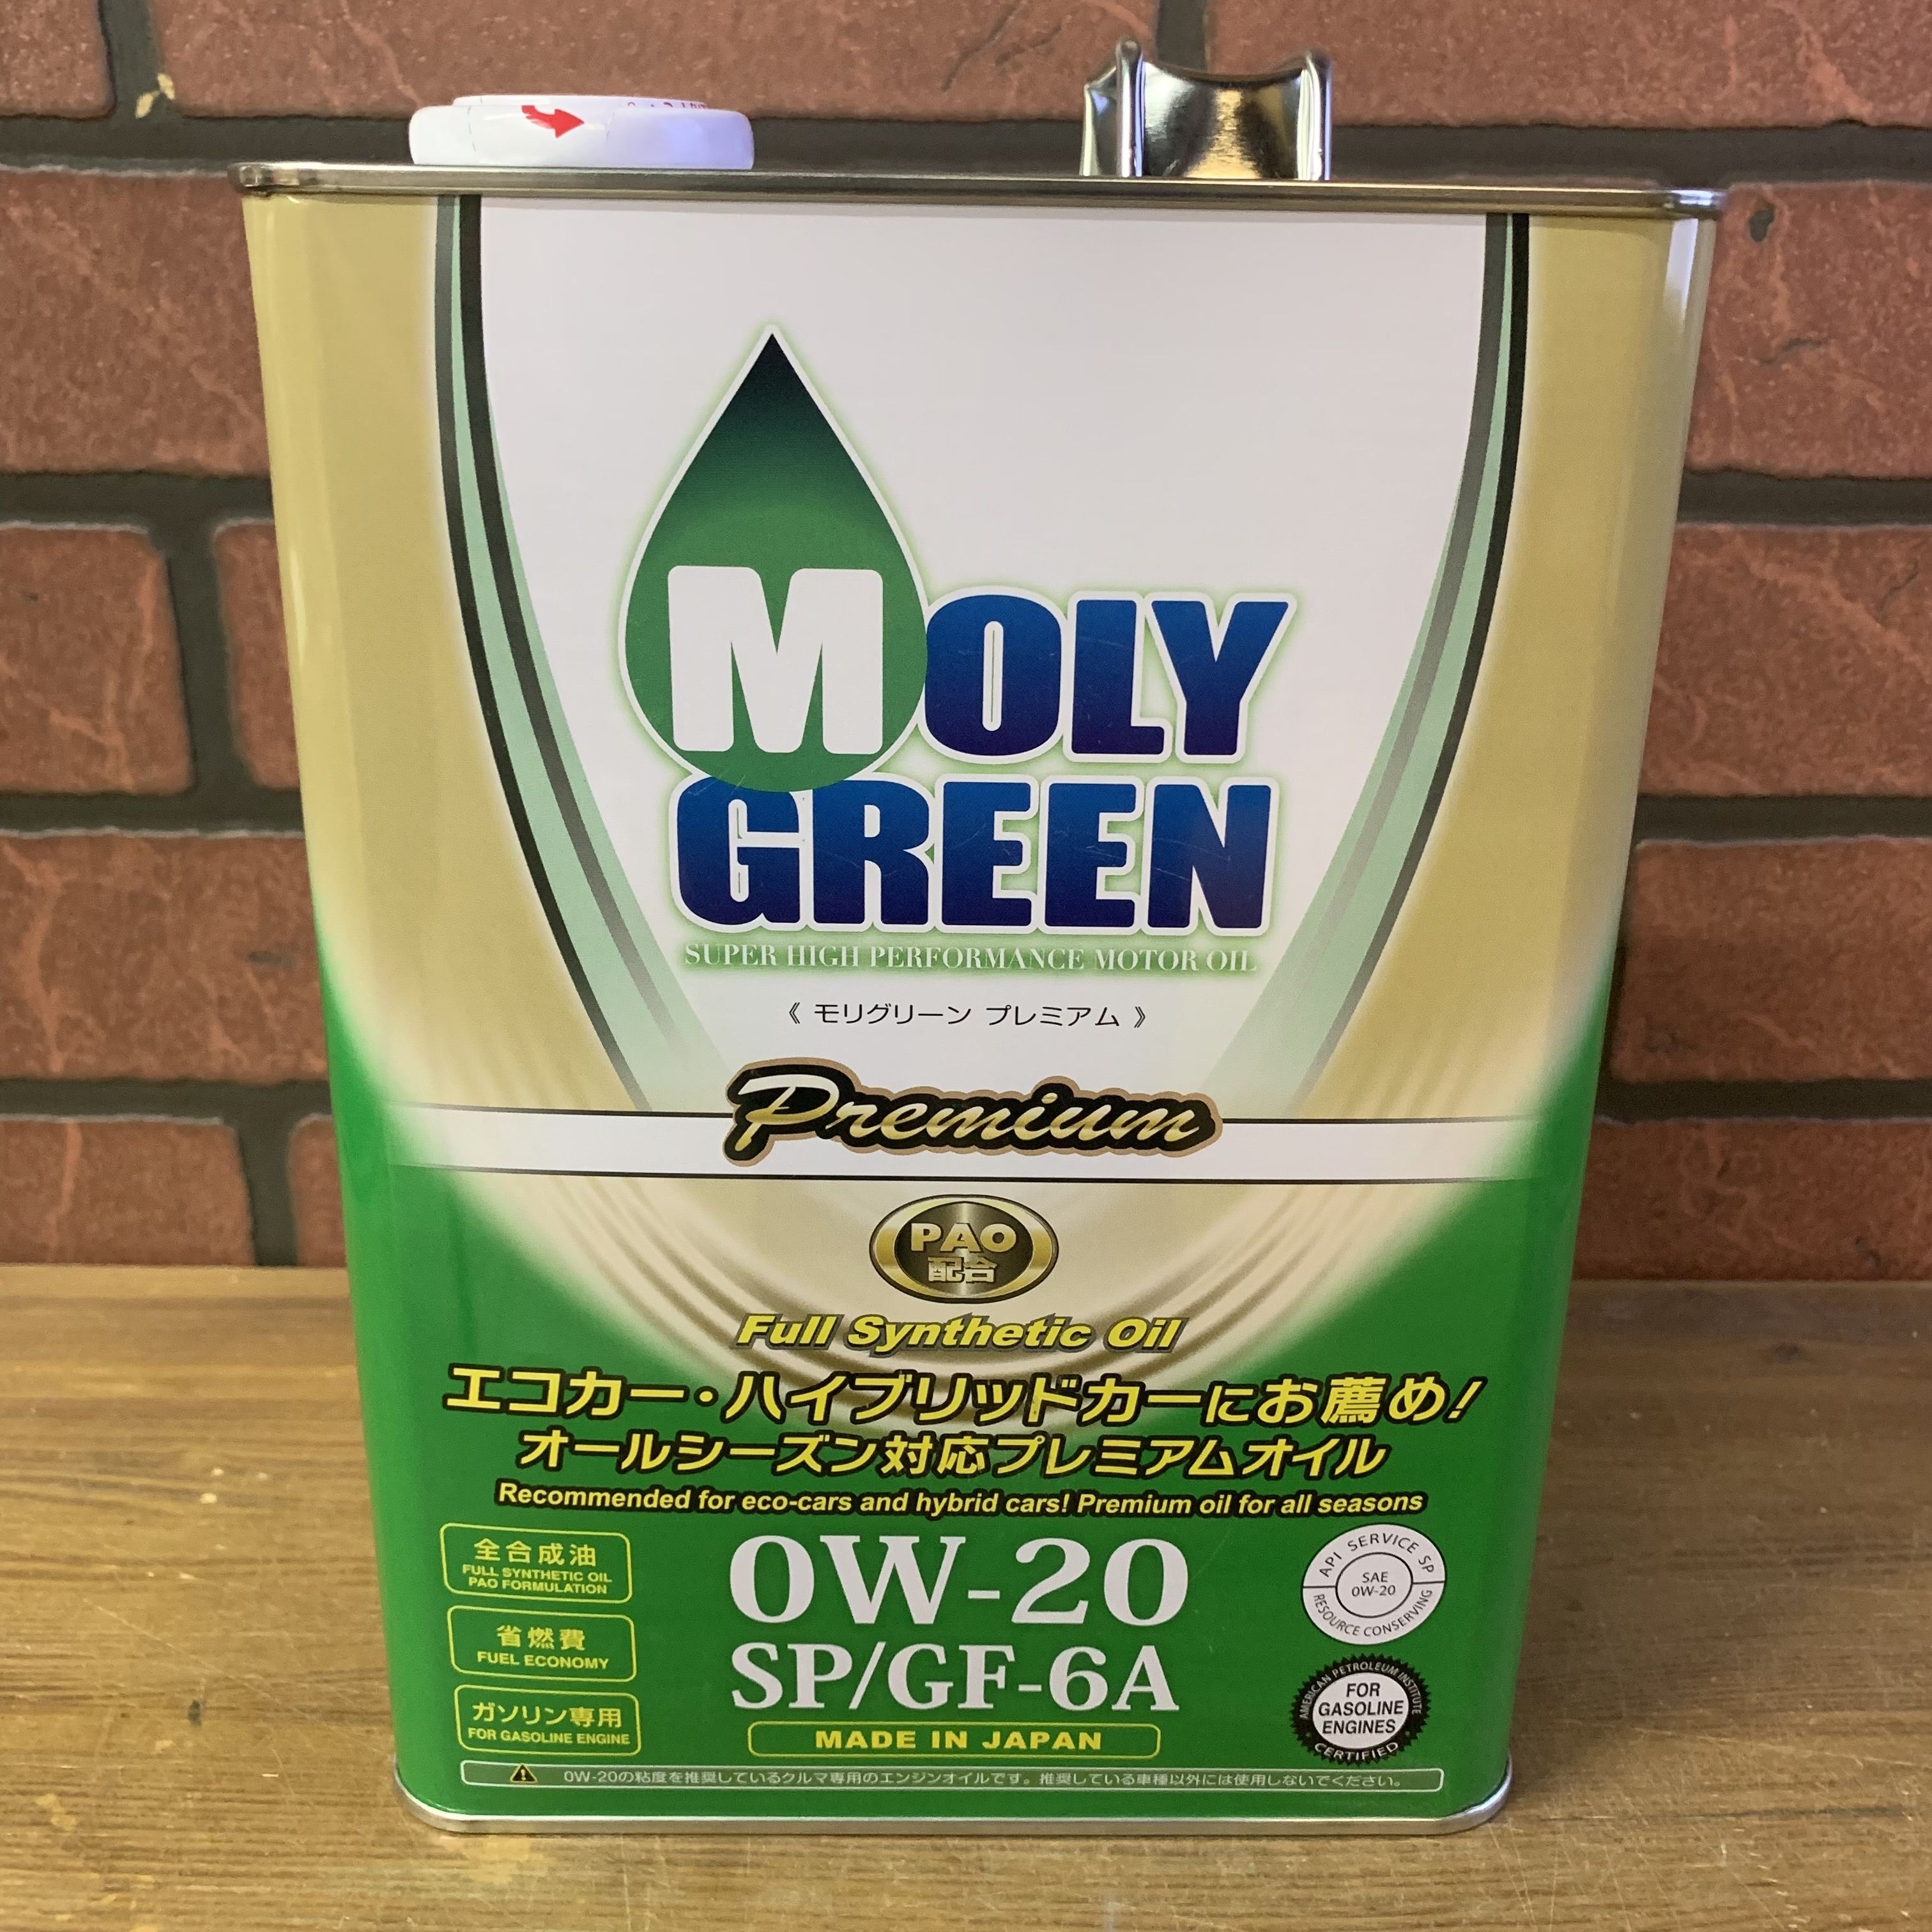 MOLY
GREEN
SUPER HIGH PERFORMANCE MOTOR OIL
《 モリグリーン プレミアム 》
Premium
PAO
配合
Full Synthetic Oil
エコカー・ハイブリッドカーにお薦め!
オールシーズン対応プレミアムオイル
Recommended for eco-cars and hybrid cars! Premium oil for all seasons
全合成油
FULL SYNTHETIC OIL
PAO FORMULATION
省燃費
FUEL ECONOMY
ガソリン専用
FOR GASOLINE ENGINE
0W-20
SP/GF-6A
MADE IN JAPAN
API SERVICE SP
SAE
0W-20
RESOURCE CONSERVING
AMERICAN PETROLEUM INSTITUTE
FOR
GASOLINE
ENGINES
CERTIFIED
0W-20の粘度を推奨しているクルマ専用のエンジンオイルです。推奨している車種以外には使用しないでください。